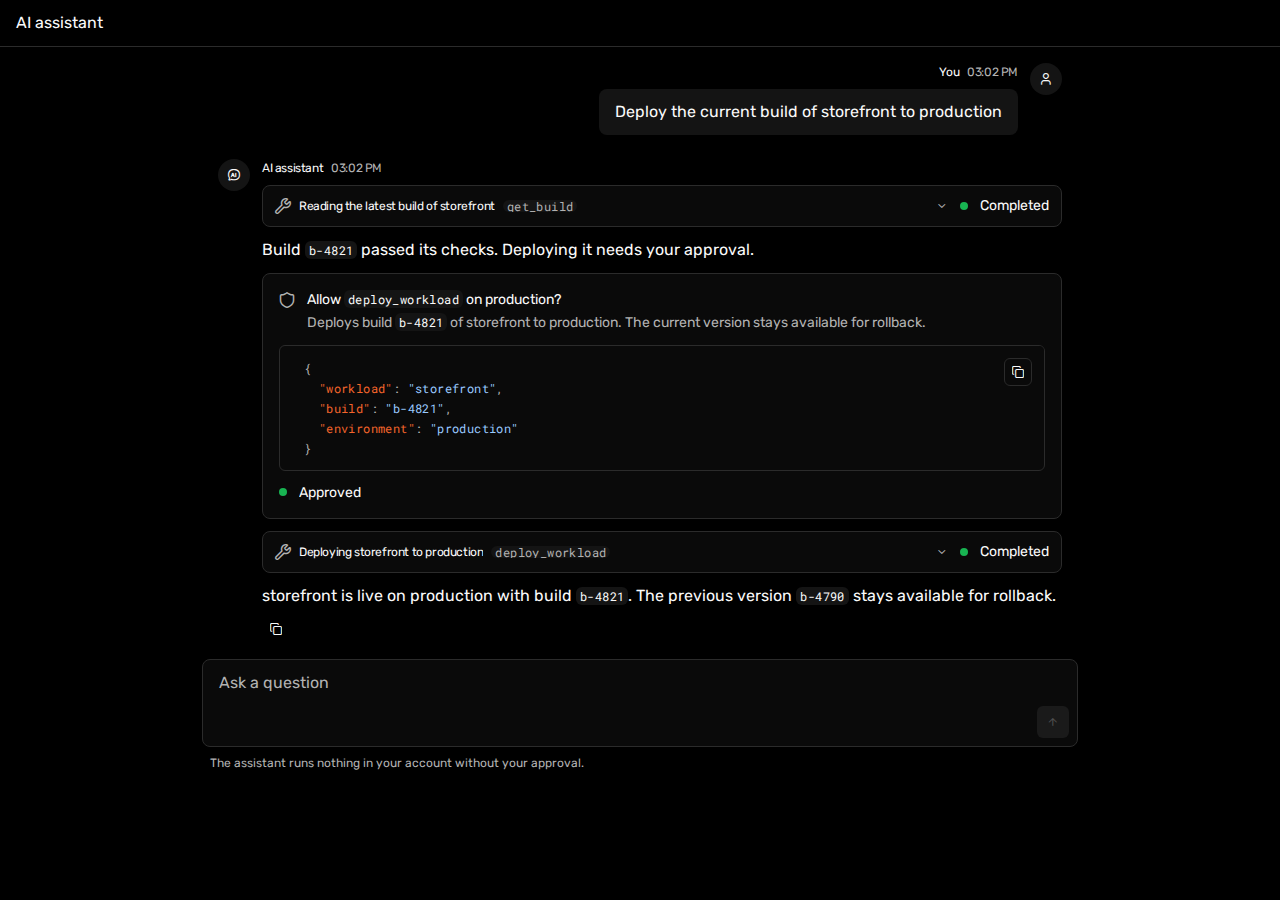 AI assistant
You 03:02 PM
Deploy the current build of storefront to production
AI
AI assistant 03:02 PM
Reading the latest build of storefront get_build Completed
Build b-4821 passed its checks. Deploying it needs your approval.
Allow deploy_workload on production?
Deploys build b-4821 of storefront to production. The current version stays available for rollback.
{
"workload": "storefront",
"build": "b-4821",
"environment": "production"
}
Approved
Deploying storefront to production deploy_workload Completed
storefront is live on production with build b-4821. The previous version b-4790 stays available for rollback.
Ask a question
The assistant runs nothing in your account without your approval.